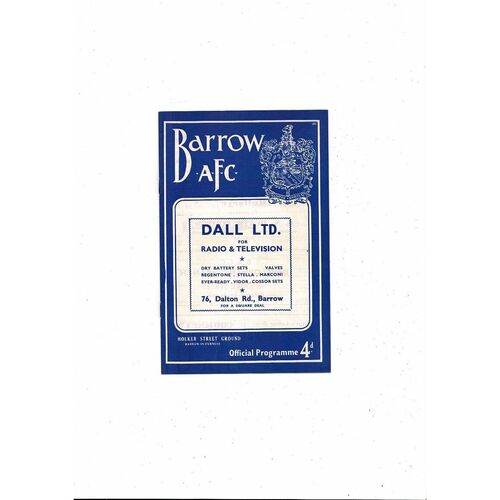 Barrow
A.F.C.
DALL LTD.
FOR
RADIO & TELEVISION
DRY BATTERY SETS VALVES
REGENTONE . STELLA . MARCONI
EVER-READY . VIDOR . COSSOR SETS
76, Dalton Rd., Barrow
FOR A SQUARE DEAL
HOLKER STREET GROUND
BARROW-IN-FURNESS
Official Programme 4d.